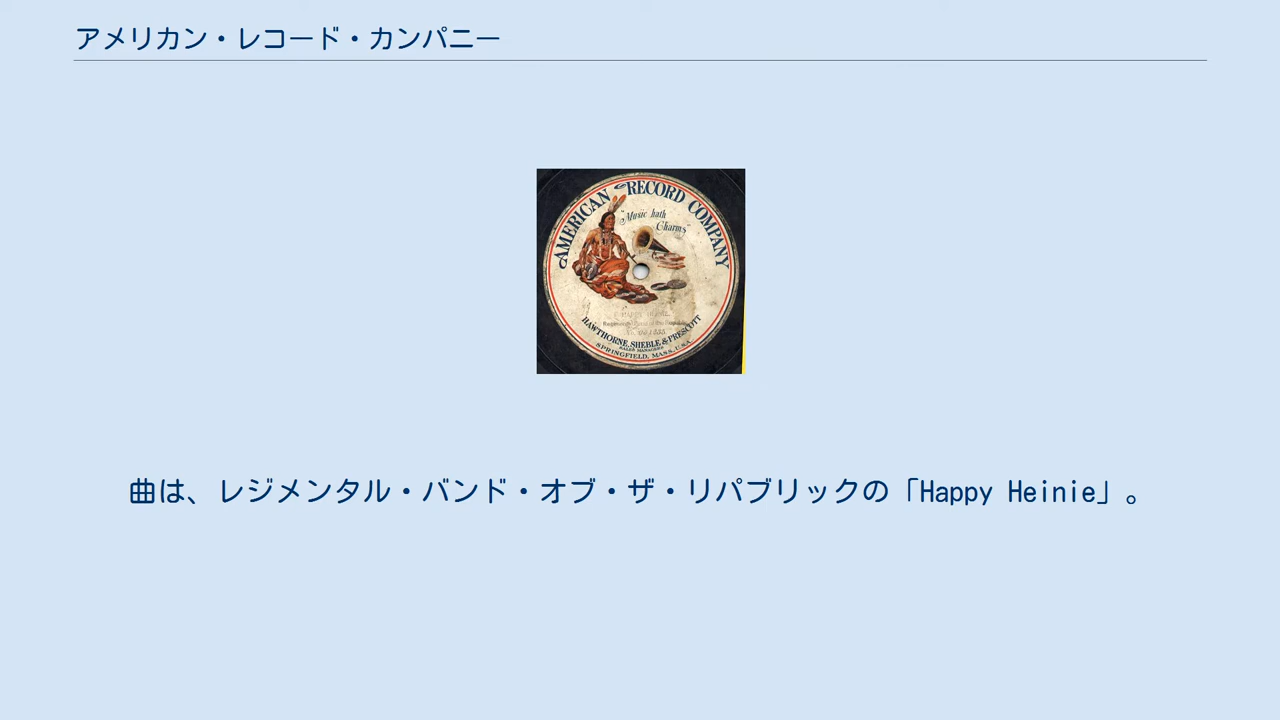 アメリカン・レコード・カンパニー
AMERICAN RECORD COMPANY
"Music hath
Charms"
HAWTHORNE, SHEBLE & PRESCOTT
SALES MANAGERS
SPRINGFIELD, MASS., U.S.A.
曲は、レジメンタル・バンド・オブ・ザ・リパブリックの「Happy Heinie」。